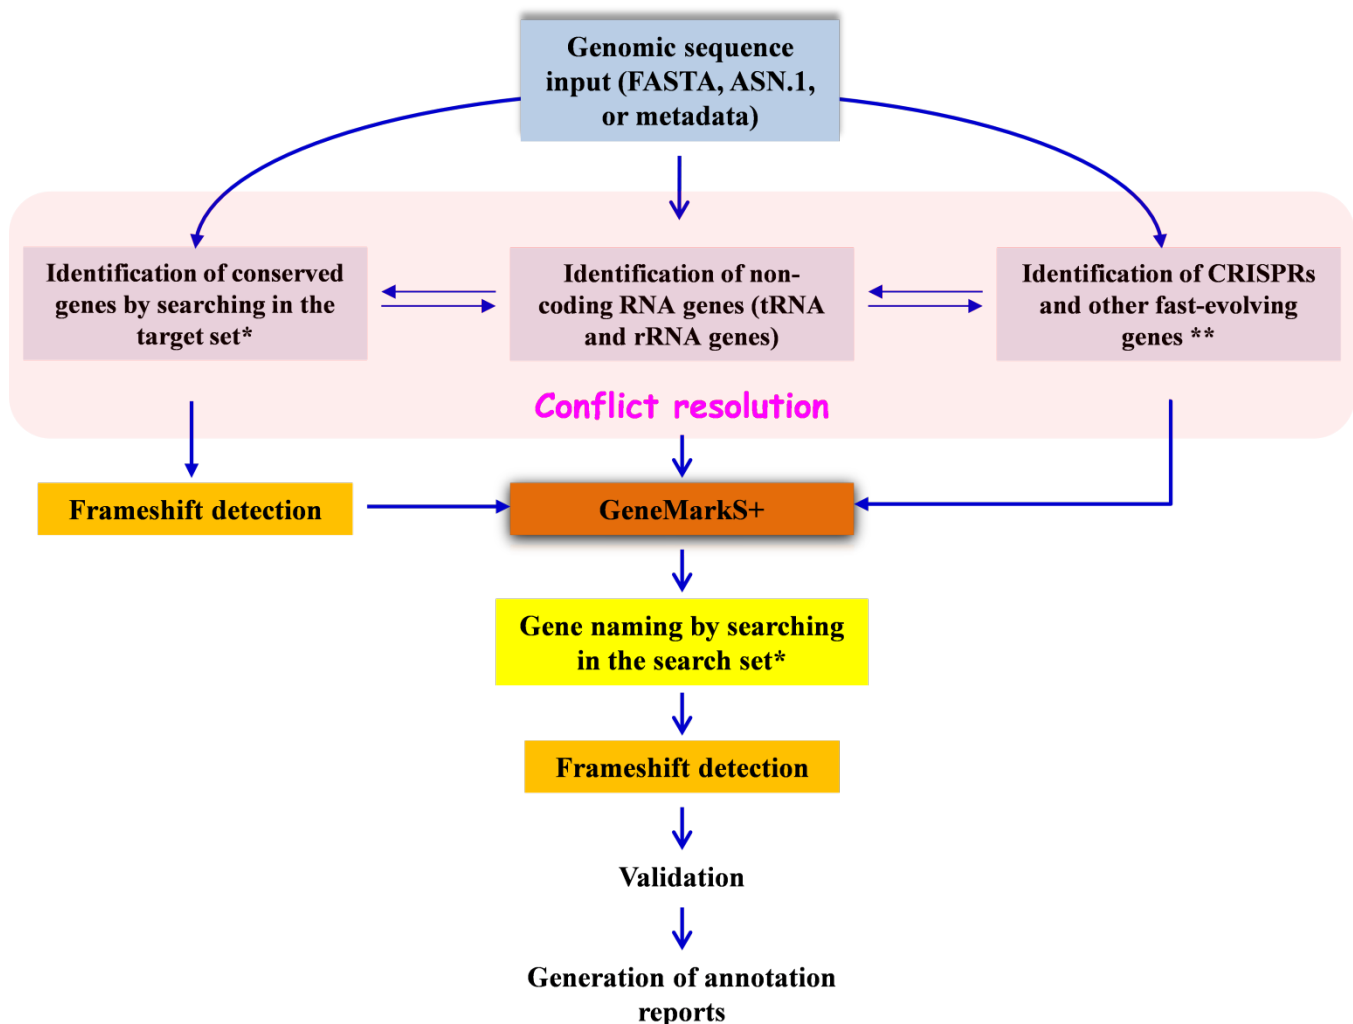 Genomic sequence
input (FASTA, ASN.1,
or metadata)
Identification of conserved
genes by searching in the
target set*
Identification of non-
coding RNA genes (tRNA
and rRNA genes)
Identification of CRISPRs
and other fast-evolving
genes **
Conflict resolution
Frameshift detection
GeneMarkS+
Gene naming by searching
in the search set*
Frameshift detection
Validation
Generation of annotation
reports